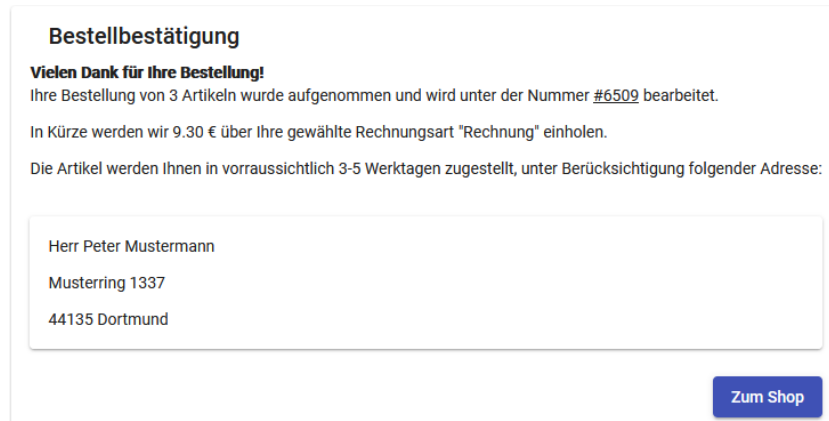 Bestellbestätigung
Vielen Dank für Ihre Bestellung!
Ihre Bestellung von 3 Artikeln wurde aufgenommen und wird unter der Nummer #6509 bearbeitet.
In Kürze werden wir 9.30 € über Ihre gewählte Rechnungsart "Rechnung" einholen.
Die Artikel werden Ihnen in vorraussichtlich 3-5 Werktagen zugestellt, unter Berücksichtigung folgender Adresse:
Herr Peter Mustermann
Musterring 1337
44135 Dortmund
Zum Shop